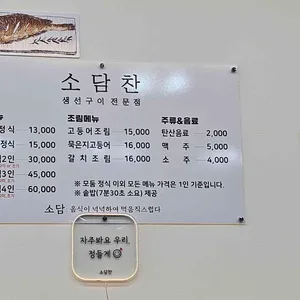 소담찬
생선구이 전문점
조림메뉴
고등어조림 15,000
묵은지고등어 16,000
갈치조림 16,000
주류&음료
탄산음료 2,000
맥주 5,000
소주 4,000
정식 13,000
정식 15,000
2인 30,000
3인 45,000
4인 60,000
※ 모둠 정식 이외 모든 메뉴 가격은 1인 기준입니다.
※ 솥밥(7분30초 소요) 제공
소담 음식이 넉넉하여 먹음직스럽다
자주봐요 우리
정들게
소담찬